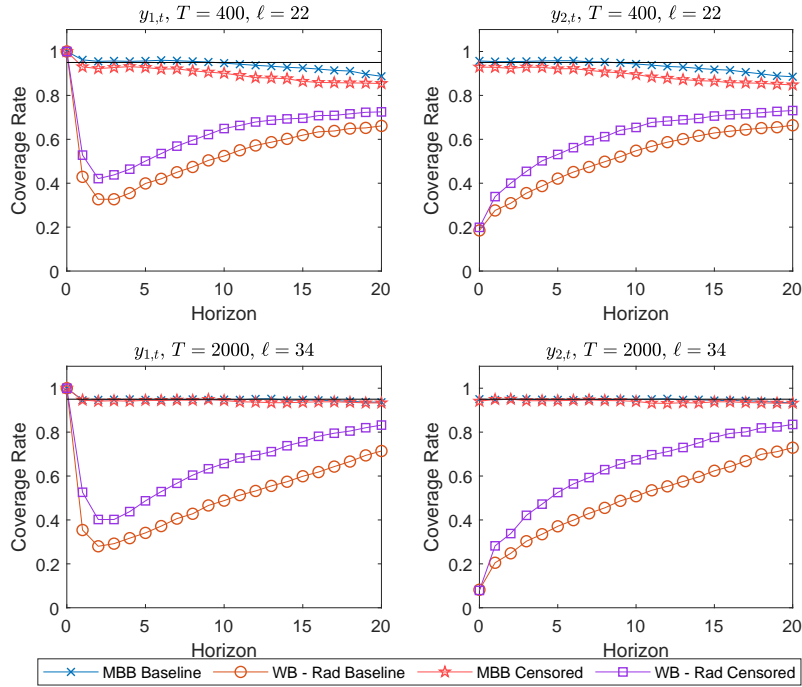 y1,t, T = 400, ℓ = 22
Coverage Rate
1
0.8
0.6
0.4
0.2
0
0 5 10 15 20
Horizon
y2,t, T = 400, ℓ = 22
Coverage Rate
1
0.8
0.6
0.4
0.2
0
0 5 10 15 20
Horizon
y1,t, T = 2000, ℓ = 34
Coverage Rate
1
0.8
0.6
0.4
0.2
0
0 5 10 15 20
Horizon
y2,t, T = 2000, ℓ = 34
Coverage Rate
1
0.8
0.6
0.4
0.2
0
0 5 10 15 20
Horizon
MBB Baseline WB - Rad Baseline MBB Censored WB - Rad Censored